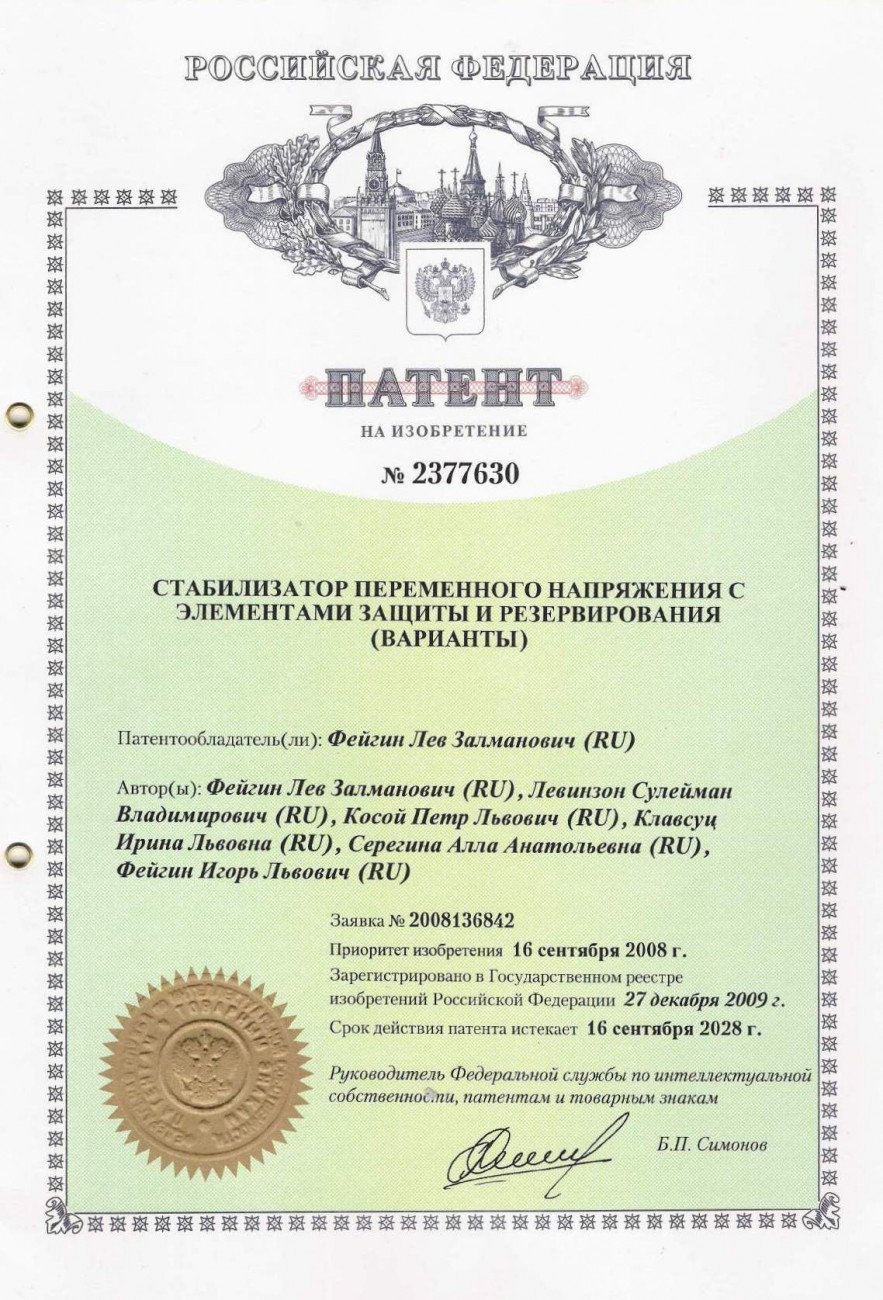 РОССИЙСКАЯ ФЕДЕРАЦИЯ
ПАТЕНТ
НА ИЗОБРЕТЕНИЕ
№ 2377630
СТАБИЛИЗАТОР ПЕРЕМЕННОГО НАПРЯЖЕНИЯ С
ЭЛЕМЕНТАМИ ЗАЩИТЫ И РЕЗЕРВИРОВАНИЯ
(ВАРИАНТЫ)
Патентообладатель(ли): Фейгин Лев Залманович (RU)
Автор(ы): Фейгин Лев Залманович (RU), Левинзон Сулейман
Владимирович (RU), Косой Петр Львович (RU), Клавсуц
Ирина Львовна (RU), Серегина Алла Анатольевна (RU),
Фейгин Игорь Львович (RU)
Заявка № 2008136842
Приоритет изобретения 16 сентября 2008 г.
Зарегистрировано в Государственном реестре
изобретений Российской Федерации 27 декабря 2009 г.
Срок действия патента истекает 16 сентября 2028 г.
Руководитель Федеральной службы по интеллектуальной
собственности, патентам и товарным знакам
Б.П. Симонов